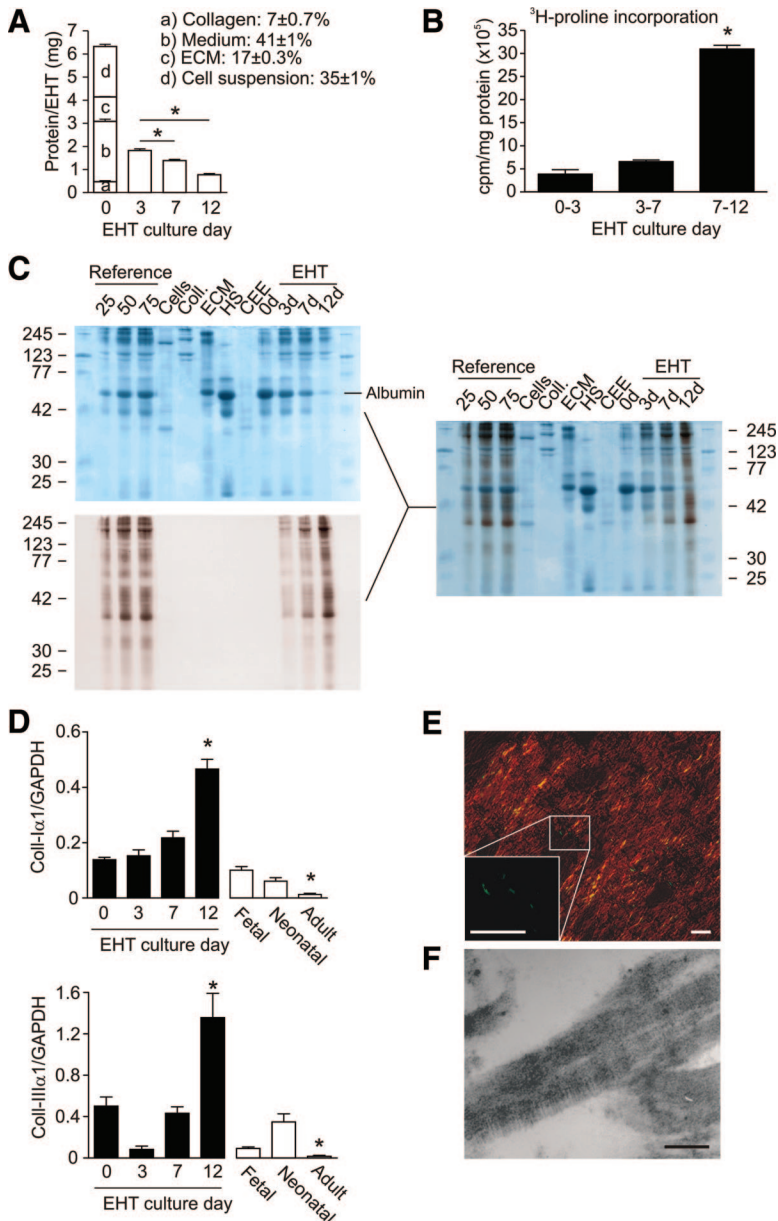 A
a) Collagen: 7±0.7%
b) Medium: 41±1%
c) ECM: 17±0.3%
d) Cell suspension: 35±1%
Protein/EHT (mg)
7
6
5
4
3
2
1
0
d
c
b
a
*
*
0 3 7 12
EHT culture day
B
³H-proline incorporation
cpm/mg protein (x10⁵)
35
30
25
20
15
10
5
0
*
0-3 3-7 7-12
EHT culture day
C
Reference EHT
25 50 75 Cells Coll. ECM HS CEE 0d 3d 7d 12d
245
123
77
42
30
25
Albumin
245
123
77
42
30
25
Reference EHT
25 50 75 Cells Coll. ECM HS CEE 0d 3d 7d 12d
245
123
77
42
30
25
D
Coll-Iα1/GAPDH
0.6
0.4
0.2
0
*
*
0 3 7 12
Fetal Neonatal Adult
EHT culture day
Coll-IIIα1/GAPDH
1.6
1.2
0.8
0.4
0
*
*
0 3 7 12
Fetal Neonatal Adult
EHT culture day
E
F